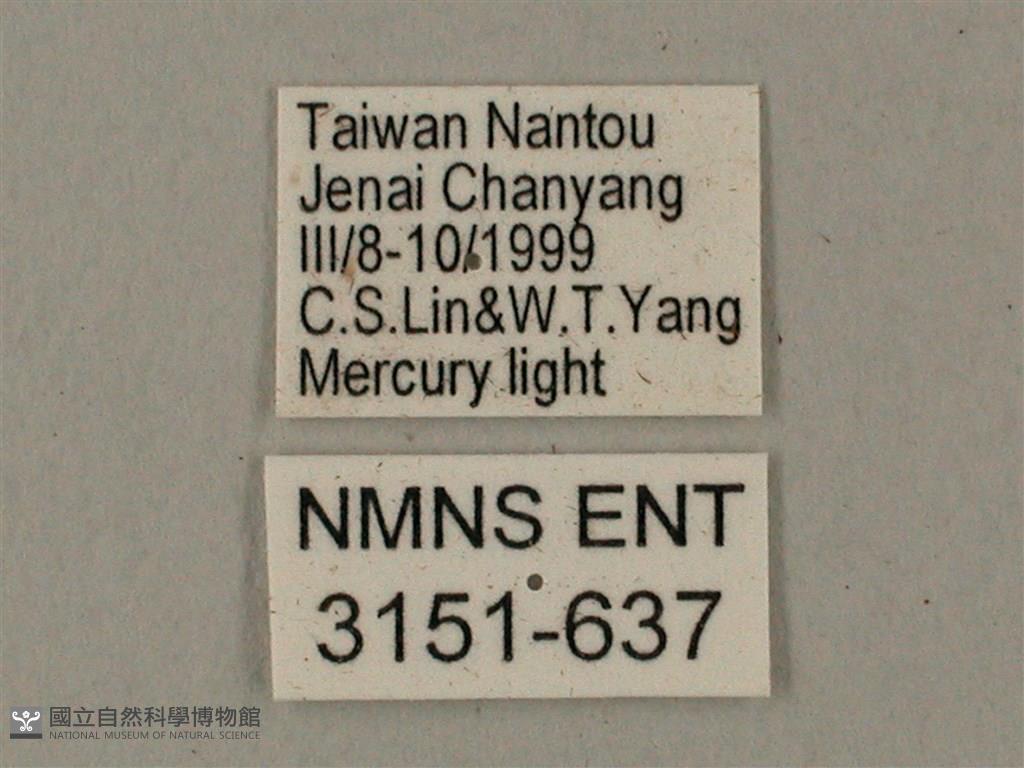 Taiwan Nantou
Jenai Chanyang
III/8-10/1999
C.S.Lin&W.T.Yang
Mercury light
NMNS ENT
3151-637
國立自然科學博物館
NATIONAL MUSEUM OF NATURAL SCIENCE